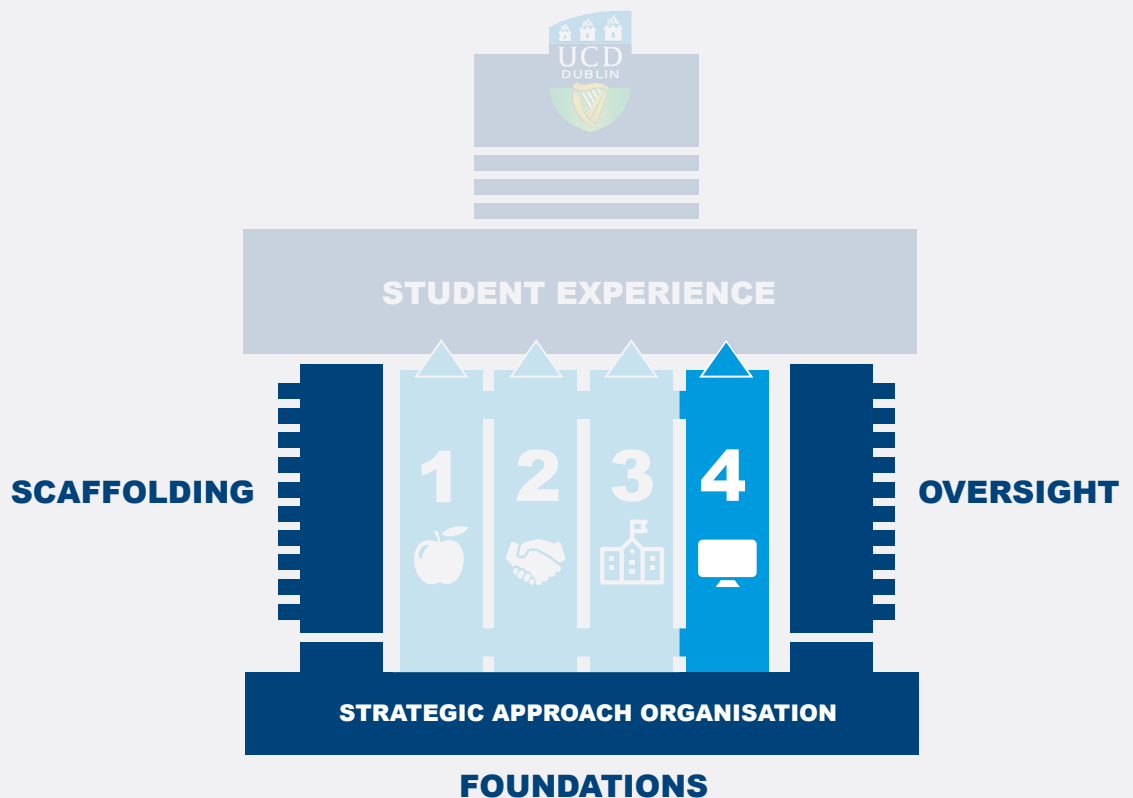 UCD
DUBLIN
STUDENT EXPERIENCE
1 2 3 4
SCAFFOLDING
OVERSIGHT
STRATEGIC APPROACH ORGANISATION
FOUNDATIONS